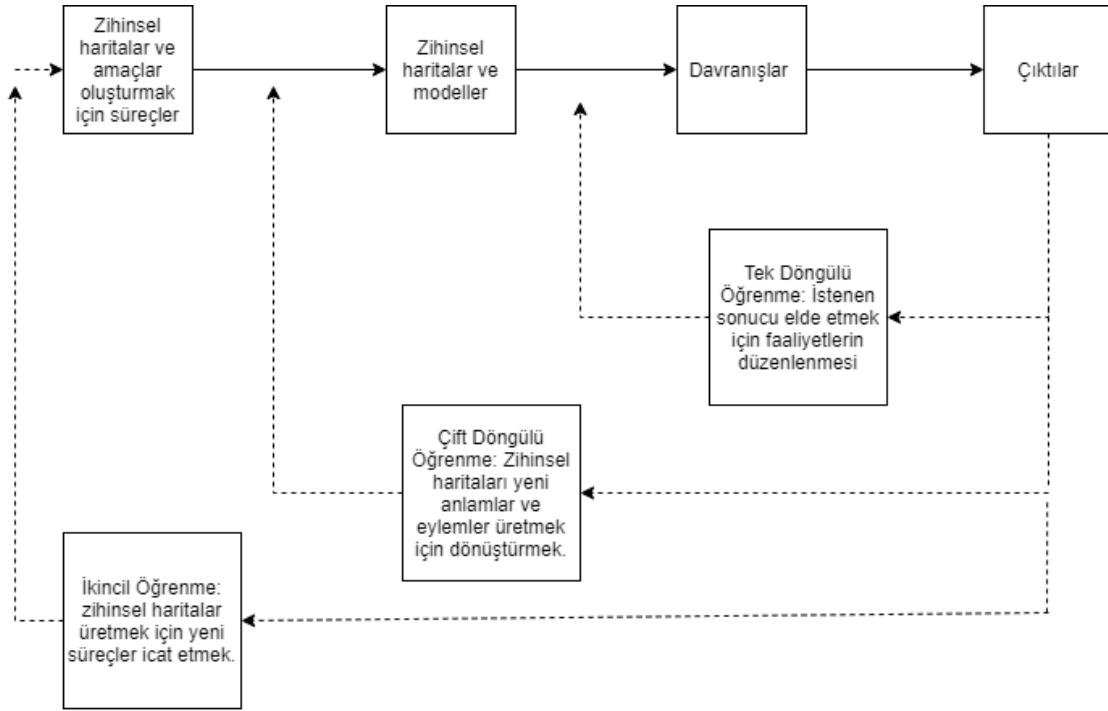 Zihinsel
haritalar ve
amaçlar
oluşturmak
için süreçler
Zihinsel
haritalar ve
modeller
Davranışlar
Çıktılar
Tek Döngülü
Öğrenme: İstenen
sonucu elde etmek
için faaliyetlerin
düzenlenmesi
Çift Döngülü
Öğrenme: Zihinsel
haritaları yeni
anlamlar ve
eylemler üretmek
için dönüştürmek.
İkincil Öğrenme:
zihinsel haritalar
üretmek için yeni
süreçler icat etmek.